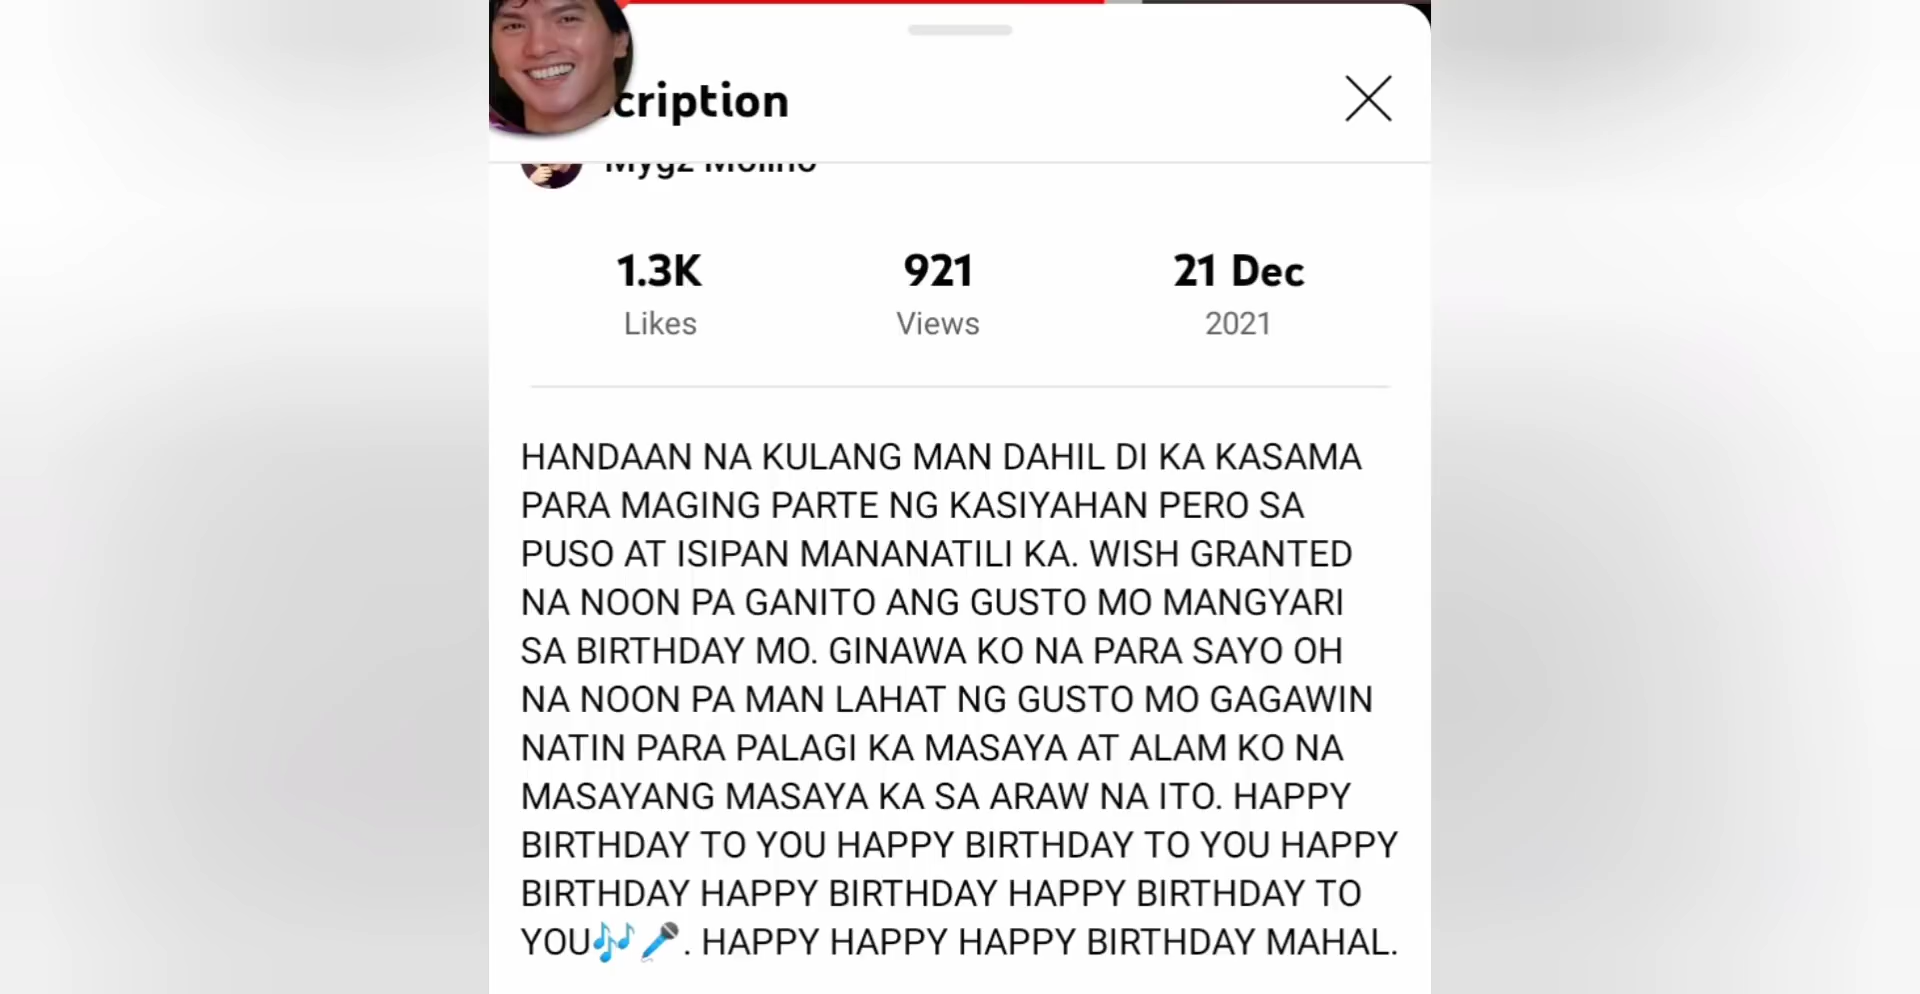 cription
Mygz Molino
1.3K 921 21 Dec
Likes Views 2021
HANDAAN NA KULANG MAN DAHIL DI KA KASAMA
PARA MAGING PARTE NG KASIYAHAN PERO SA
PUSO AT ISIPAN MANANATILI KA. WISH GRANTED
NA NOON PA GANITO ANG GUSTO MO MANGYARI
SA BIRTHDAY MO. GINAWA KO NA PARA SAYO OH
NA NOON PA MAN LAHAT NG GUSTO MO GAGAWIN
NATIN PARA PALAGI KA MASAYA AT ALAM KO NA
MASAYANG MASAYA KA SA ARAW NA ITO. HAPPY
BIRTHDAY TO YOU HAPPY BIRTHDAY TO YOU HAPPY
BIRTHDAY HAPPY BIRTHDAY HAPPY BIRTHDAY TO
YOU🎶🎤. HAPPY HAPPY HAPPY BIRTHDAY MAHAL.